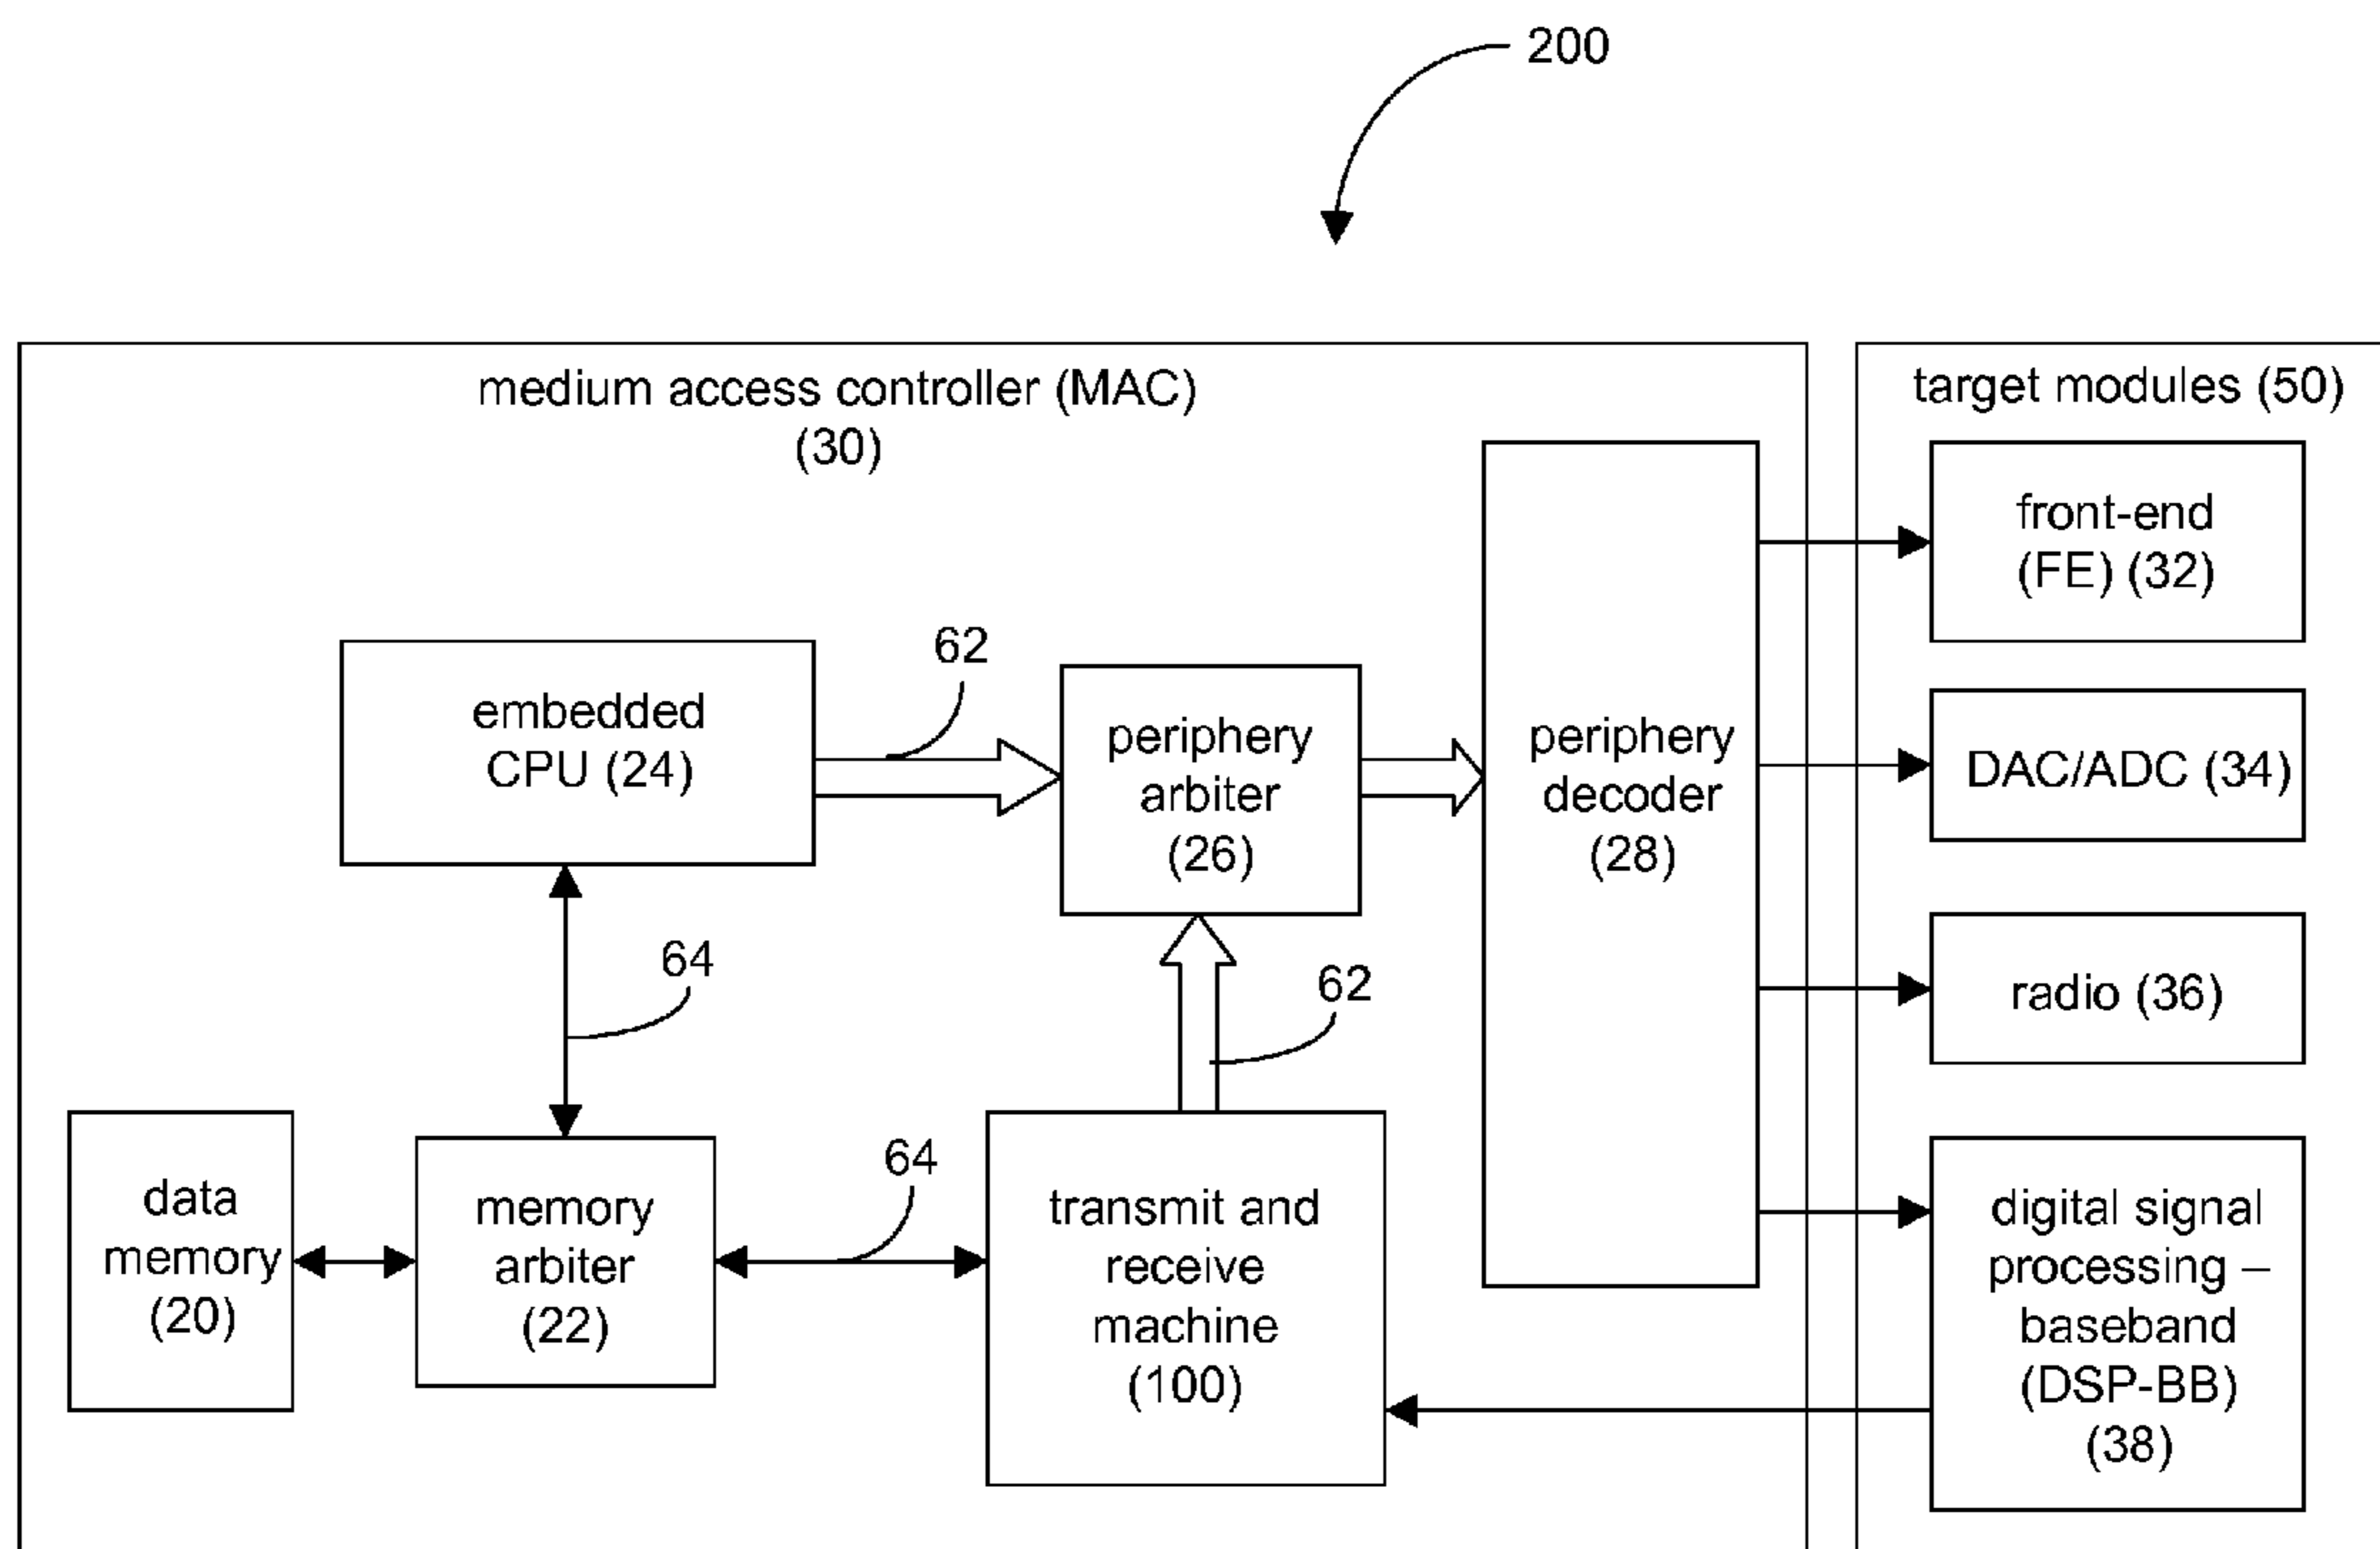 200
medium access controller (MAC)
(30)
target modules (50)
front-end
(FE) (32)
62
embedded
CPU (24)
periphery
arbiter
(26)
periphery
decoder
(28)
DAC/ADC (34)
64
62
radio (36)
data
memory
(20)
memory
arbiter
(22)
64
transmit and
receive
machine
(100)
digital signal
processing –
baseband
(DSP-BB)
(38)